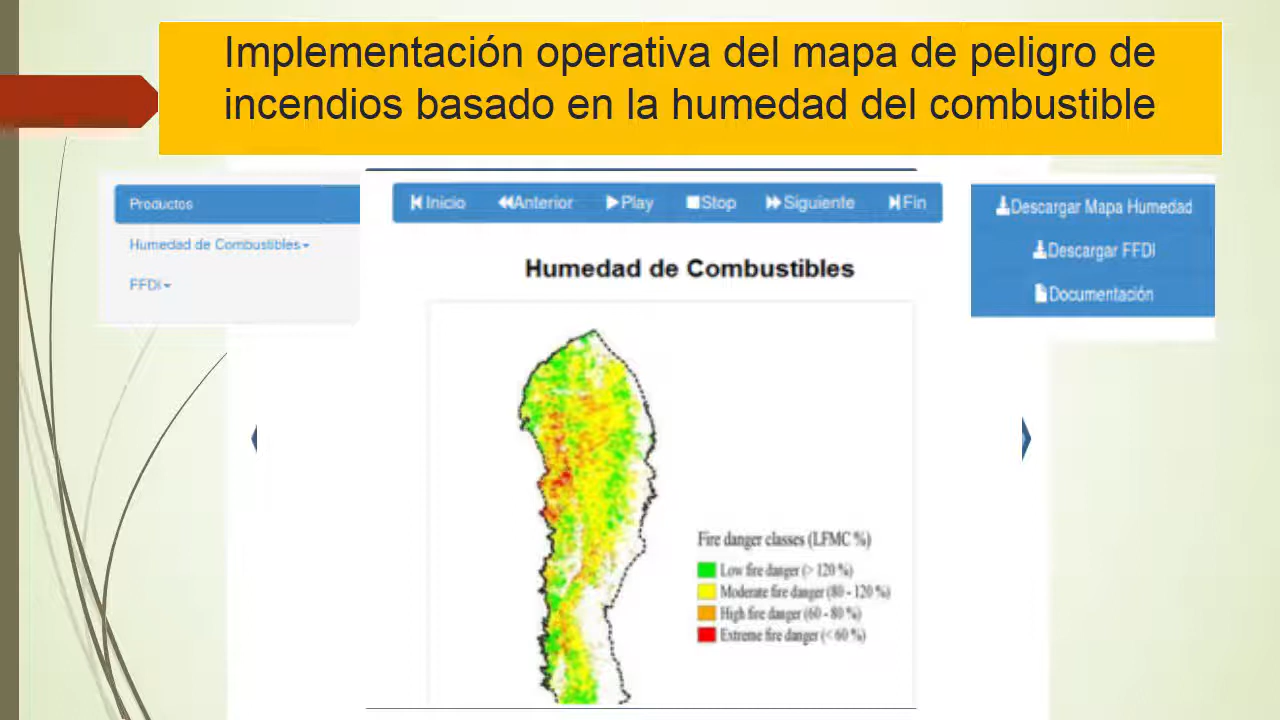 Implementación operativa del mapa de peligro de
incendios basado en la humedad del combustible
Productos
Humedad de Combustibles
FFDI
Inicio Anterior Play Stop Siguiente Fin
Humedad de Combustibles
Descargar Mapa Humedad
Descargar FFDI
Documentación
Fire danger classes (LFMC %)
Low fire danger (> 120 %)
Moderate fire danger (80 - 120 %)
High fire danger (60 - 80 %)
Extreme fire danger (< 60 %)